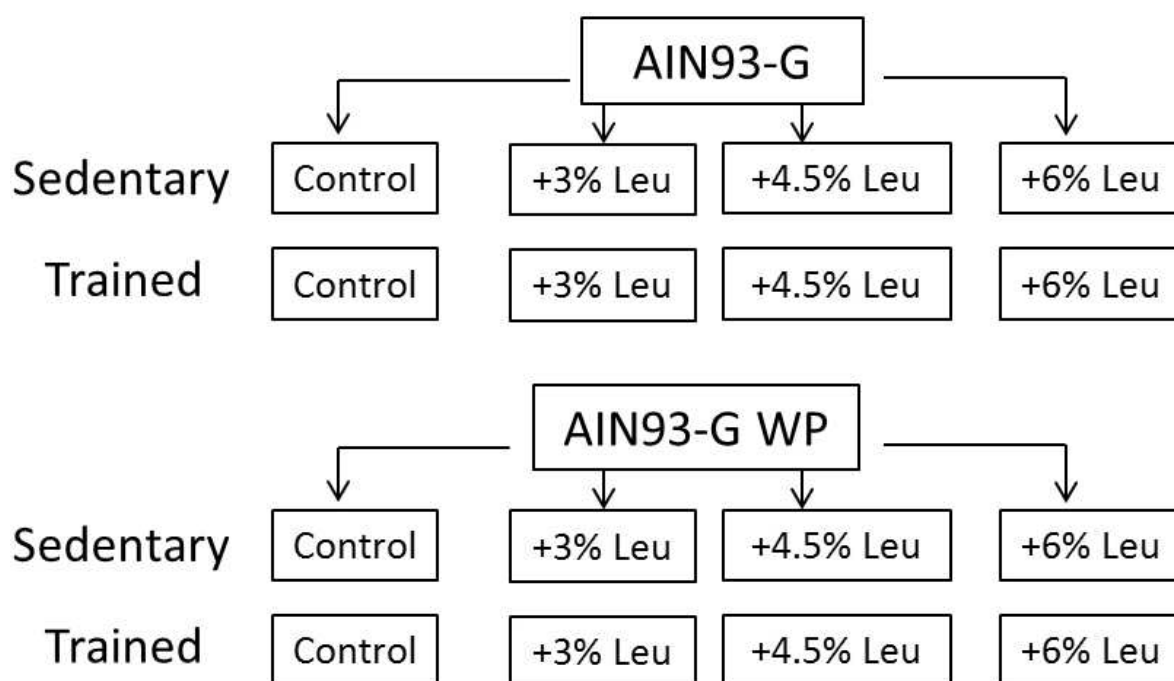 AIN93-G
Sedentary Control +3% Leu +4.5% Leu +6% Leu
Trained Control +3% Leu +4.5% Leu +6% Leu
AIN93-G WP
Sedentary Control +3% Leu +4.5% Leu +6% Leu
Trained Control +3% Leu +4.5% Leu +6% Leu